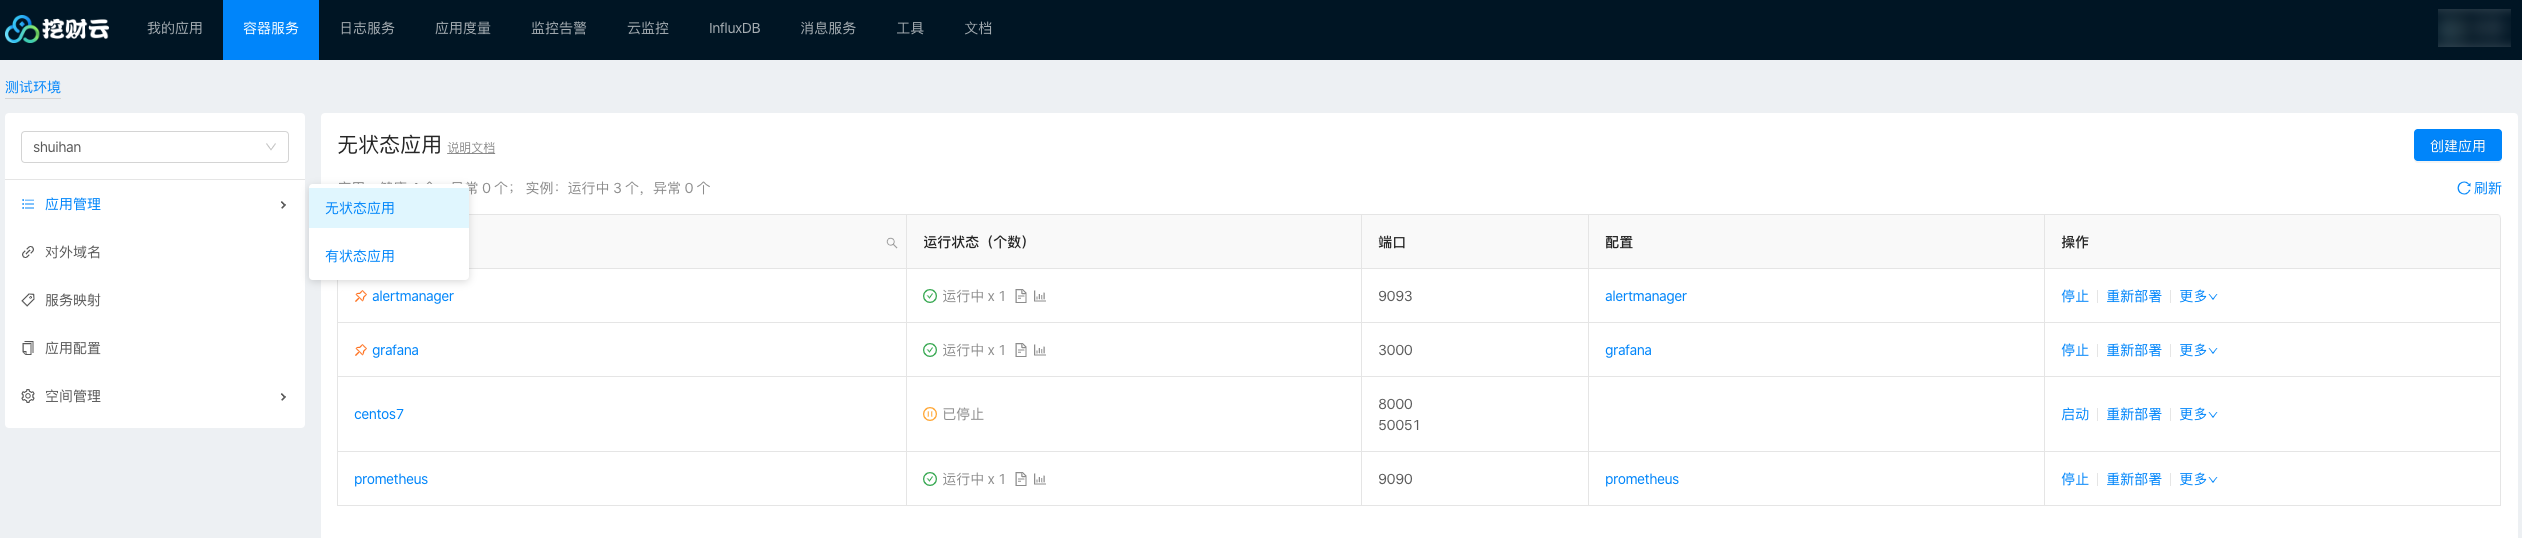 挖财云 我的应用 容器服务 日志服务 应用度量 监控告警 云监控 InfluxDB 消息服务 工具 文档
测试环境
shuihan
应用管理
对外域名
服务映射
应用配置
空间管理
无状态应用
有状态应用
无状态应用 说明文档 创建应用
常 0 个； 实例：运行中 3 个，异常 0 个 刷新
运行状态（个数） 端口 配置 操作
alertmanager 运行中 x 1 9093 alertmanager 停止 重新部署 更多
grafana 运行中 x 1 3000 grafana 停止 重新部署 更多
centos7 已停止 8000 启动 重新部署 更多
50051
prometheus 运行中 x 1 9090 prometheus 停止 重新部署 更多